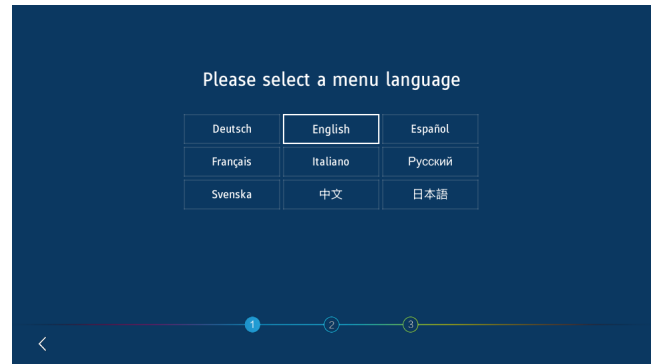 Please select a menu language
Deutsch English Español
Français Italiano Русский
Svenska 中文 日本語
1 2 3